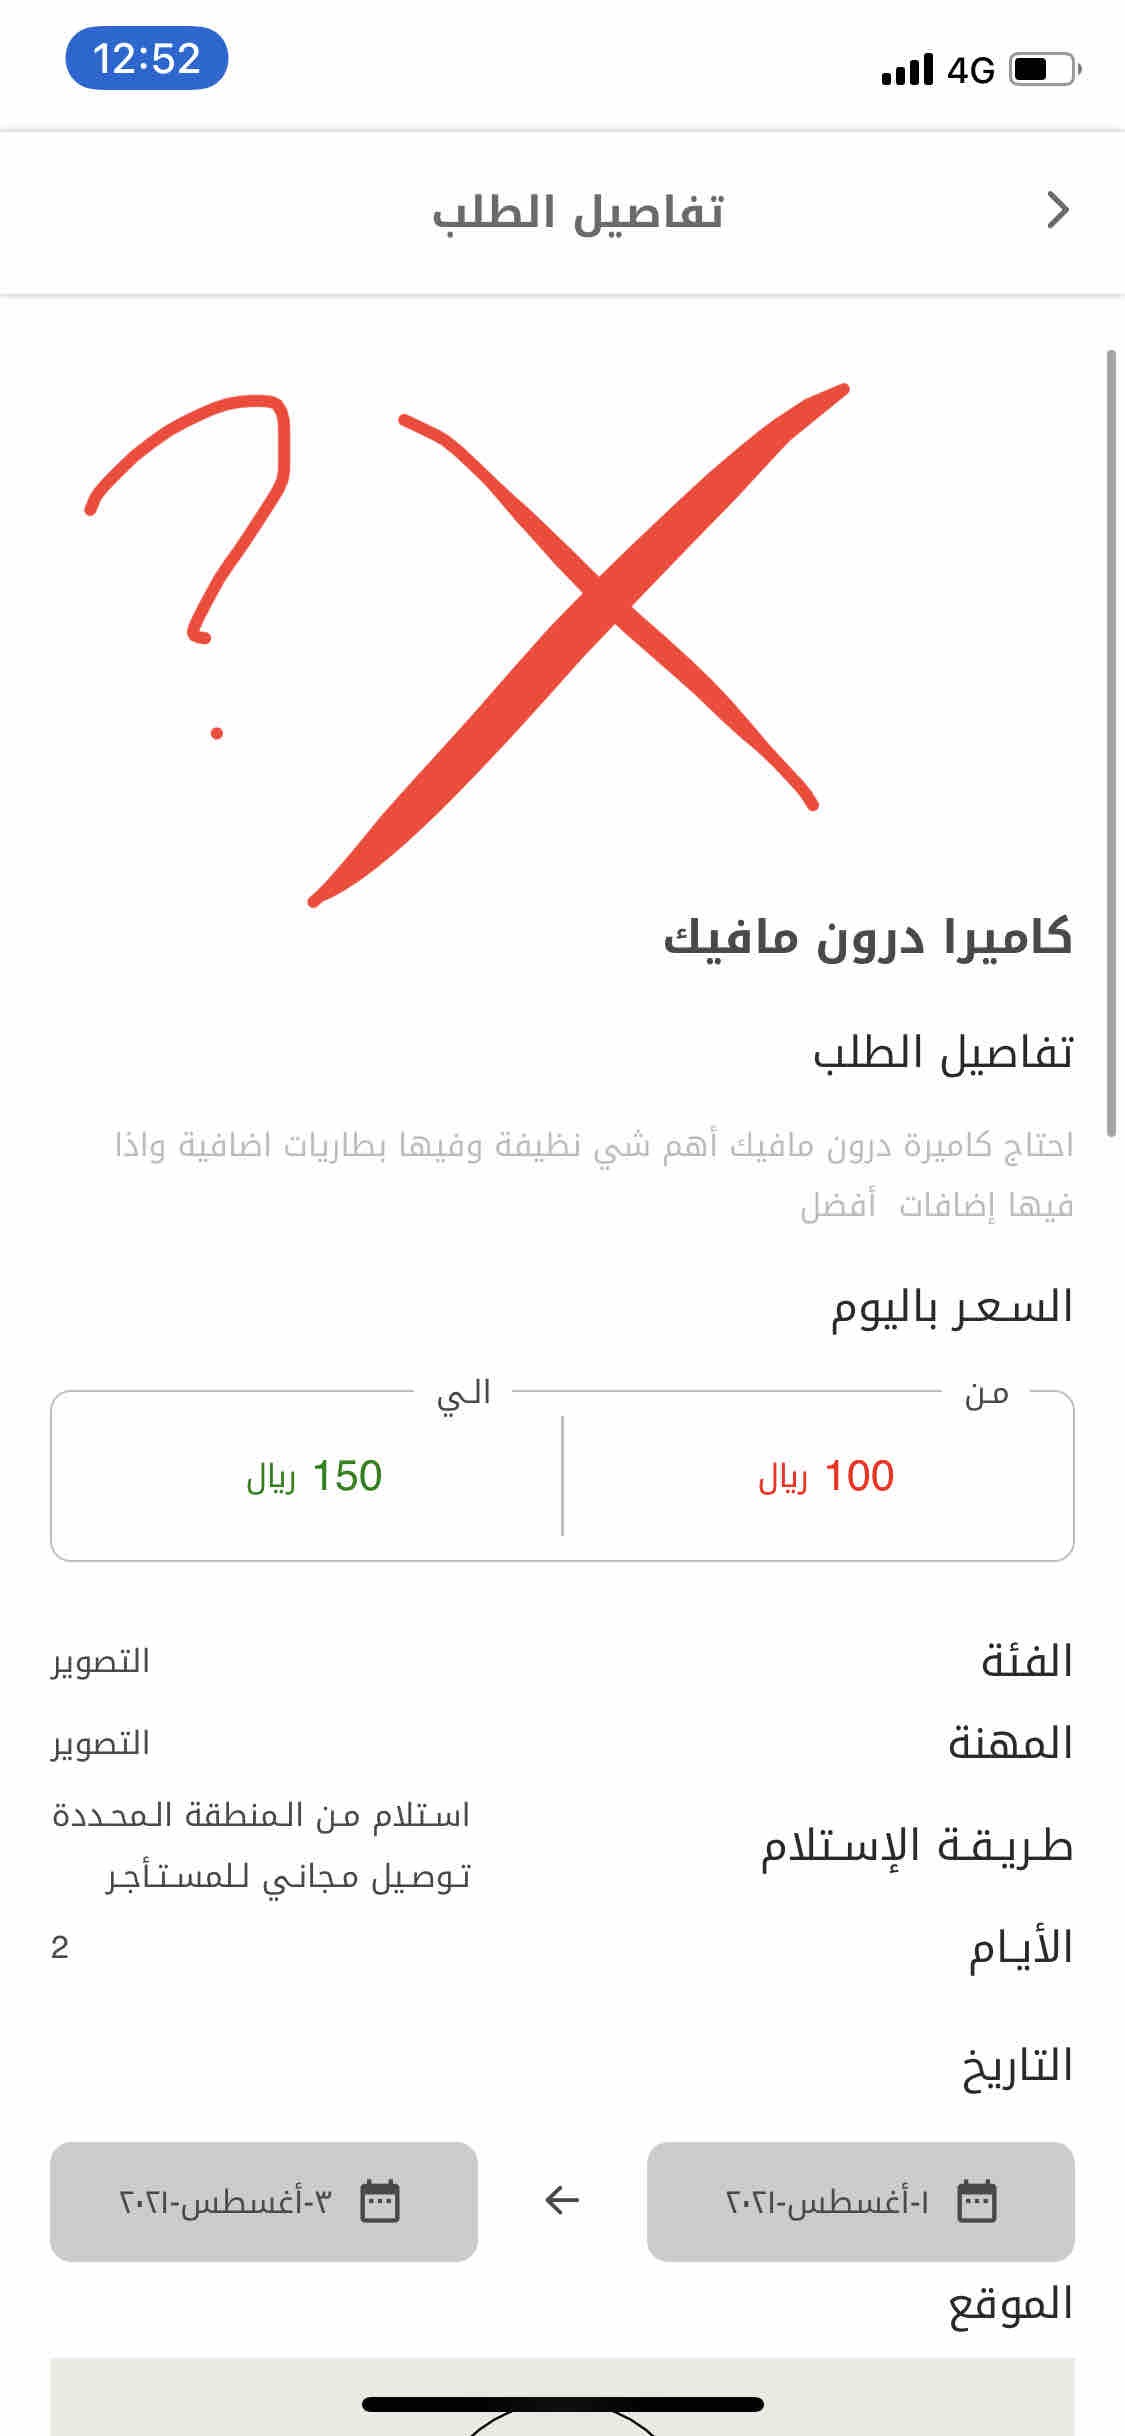 12:52
4G
تفاصيل الطلب
?
كاميرا درون مافيك
تفاصيل الطلب
احتاج كاميرة درون مافيك أهم شي نظيفة وفيها بطاريات اضافية واذا
فيها إضافات أفضل
السعر باليوم
من
الي
100 ريال
150 ريال
الفئة
التصوير
المهنة
التصوير
طريقة الإستلام
استلام من المنطقة المحددة
توصيل مجاني للمستأجر
الأيام
2
التاريخ
١-أغسطس-٢٠٢١
٣-أغسطس-٢٠٢١
الموقع